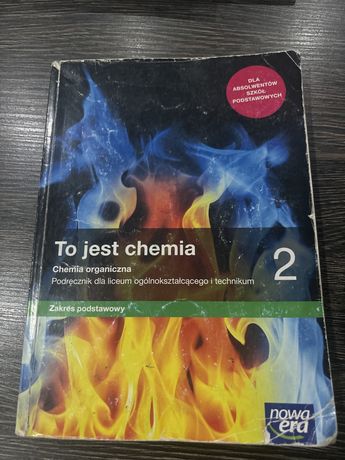 DLA
ABSOLWENTÓW
SZKÓŁ
PODSTAWOWYCH
To jest chemia
2
Chemia organiczna
Podręcznik dla liceum ogólnokształcącego i technikum
Zakres podstawowy
nowa
era